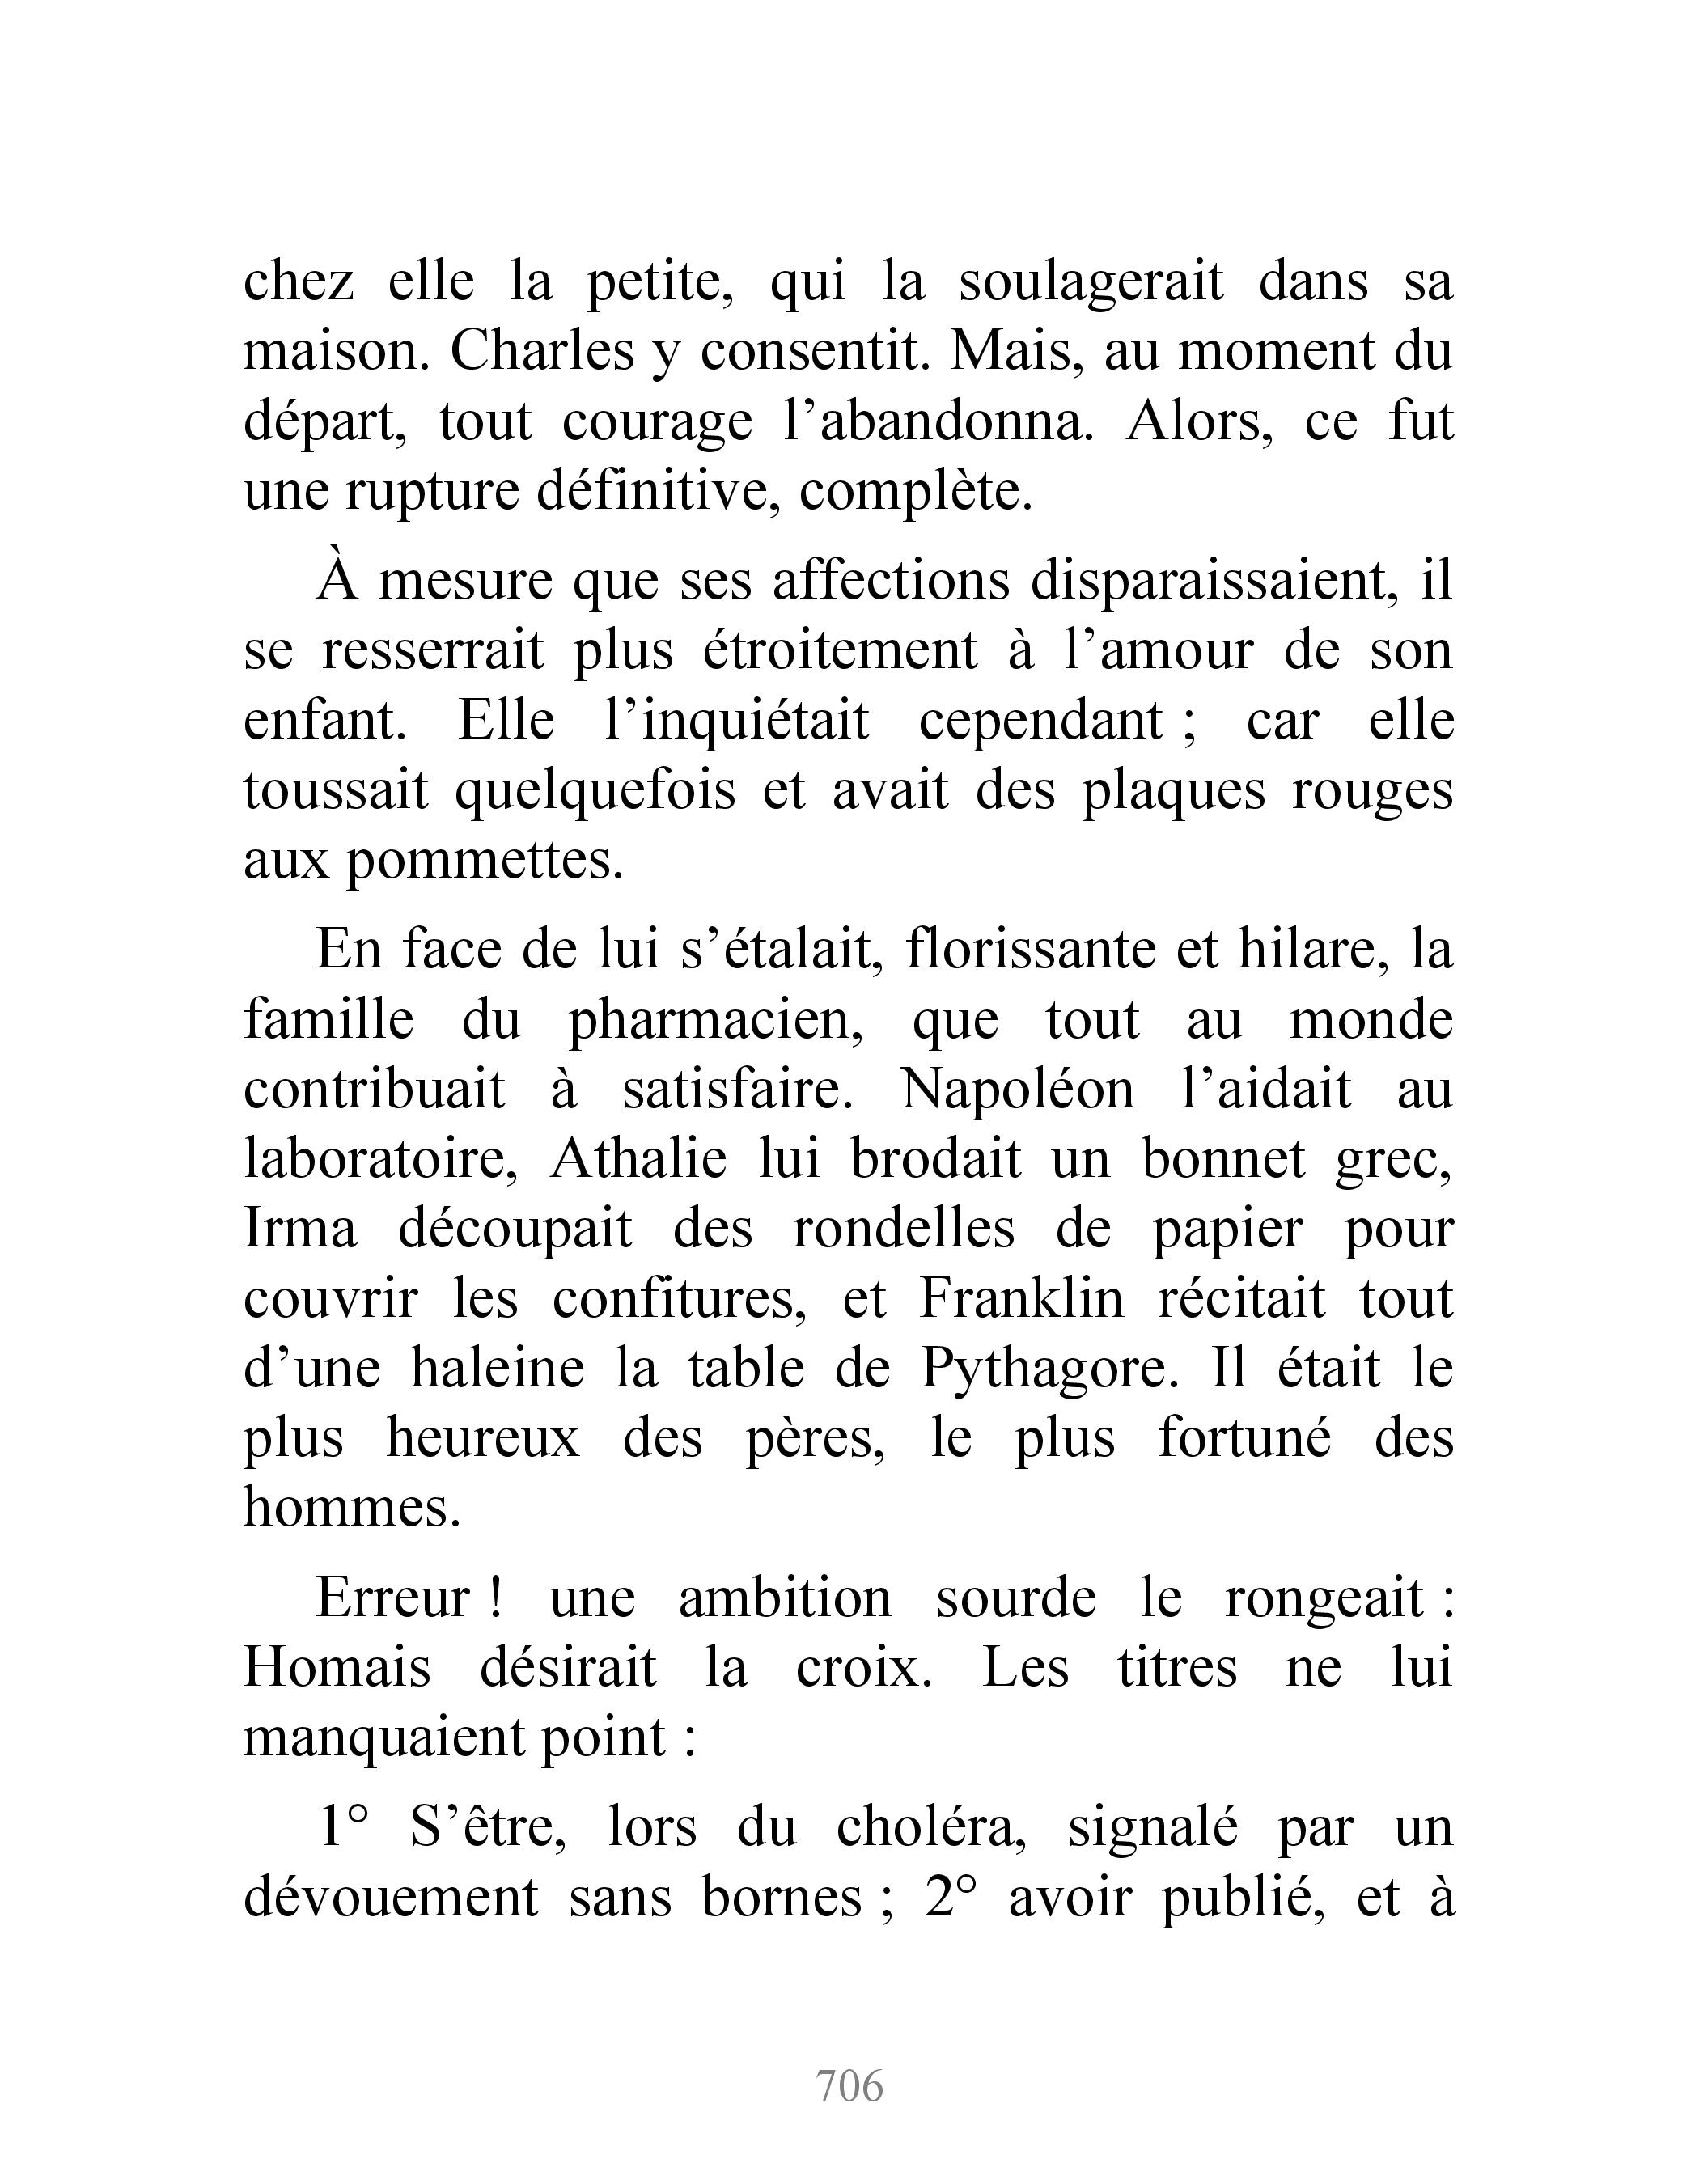 chez elle la petite, qui la soulagerait dans sa
maison. Charles y consentit. Mais, au moment du
départ, tout courage l’abandonna. Alors, ce fut
une rupture définitive, complète.
À mesure que ses affections disparaissaient, il
se resserrait plus étroitement à l’amour de son
enfant. Elle l’inquiétait cependant ; car elle
toussait quelquefois et avait des plaques rouges
aux pommettes.
En face de lui s’étalait, florissante et hilare, la
famille du pharmacien, que tout au monde
contribuait à satisfaire. Napoléon l’aidait au
laboratoire, Athalie lui brodait un bonnet grec,
Irma découpait des rondelles de papier pour
couvrir les confitures, et Franklin récitait tout
d’une haleine la table de Pythagore. Il était le
plus heureux des pères, le plus fortuné des
hommes.
Erreur ! une ambition sourde le rongeait :
Homais désirait la croix. Les titres ne lui
manquaient point :
1° S’être, lors du choléra, signalé par un
dévouement sans bornes ; 2° avoir publié, et à
706